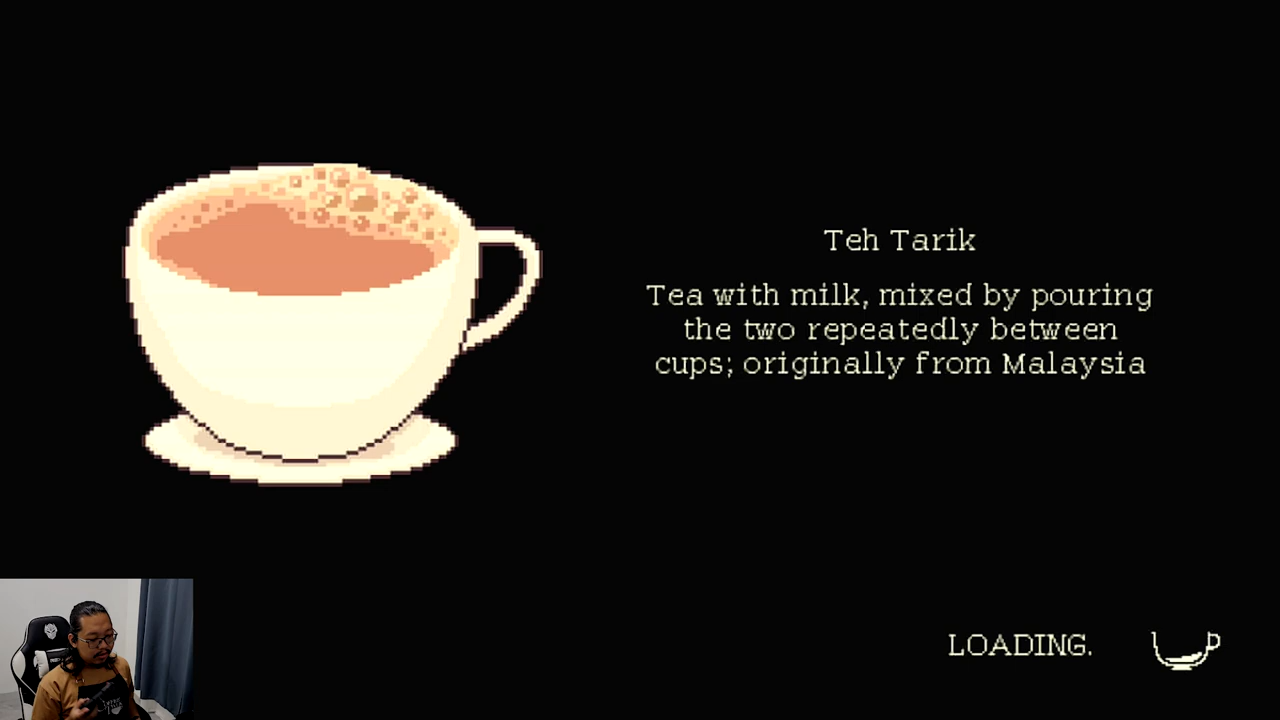 Teh Tarik
Tea with milk, mixed by pouring
the two repeatedly between
cups; originally from Malaysia
LOADING.